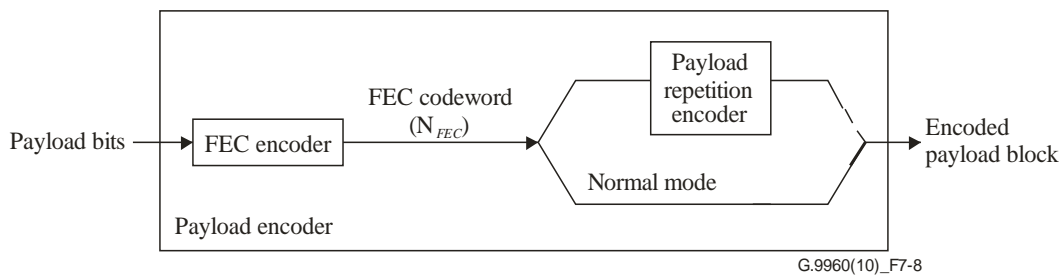 Payload bits
FEC encoder
FEC codeword
(N_FEC)
Payload
repetition
encoder
Normal mode
Encoded
payload block
Payload encoder
G.9960(10)_F7-8